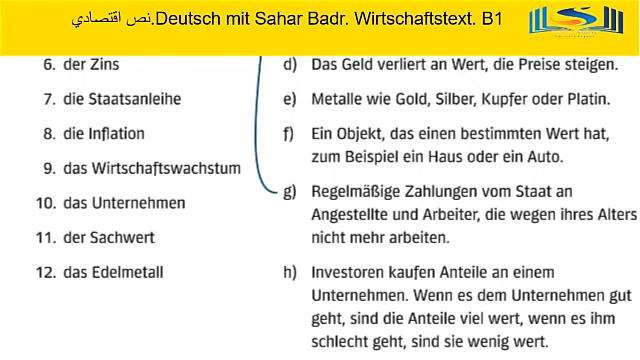 Deutsch mit Sahar Badr. Wirtschaftstext. B1.نص اقتصادي
6. der Zins
7. die Staatsanleihe
8. die Inflation
9. das Wirtschaftswachstum
10. das Unternehmen
11. der Sachwert
12. das Edelmetall
d) Das Geld verliert an Wert, die Preise steigen.
e) Metalle wie Gold, Silber, Kupfer oder Platin.
f) Ein Objekt, das einen bestimmten Wert hat,
zum Beispiel ein Haus oder ein Auto.
g) Regelmäßige Zahlungen vom Staat an
Angestellte und Arbeiter, die wegen ihres Alters
nicht mehr arbeiten.
h) Investoren kaufen Anteile an einem
Unternehmen. Wenn es dem Unternehmen gut
geht, sind die Anteile viel wert, wenn es ihm
schlecht geht, sind sie wenig wert.